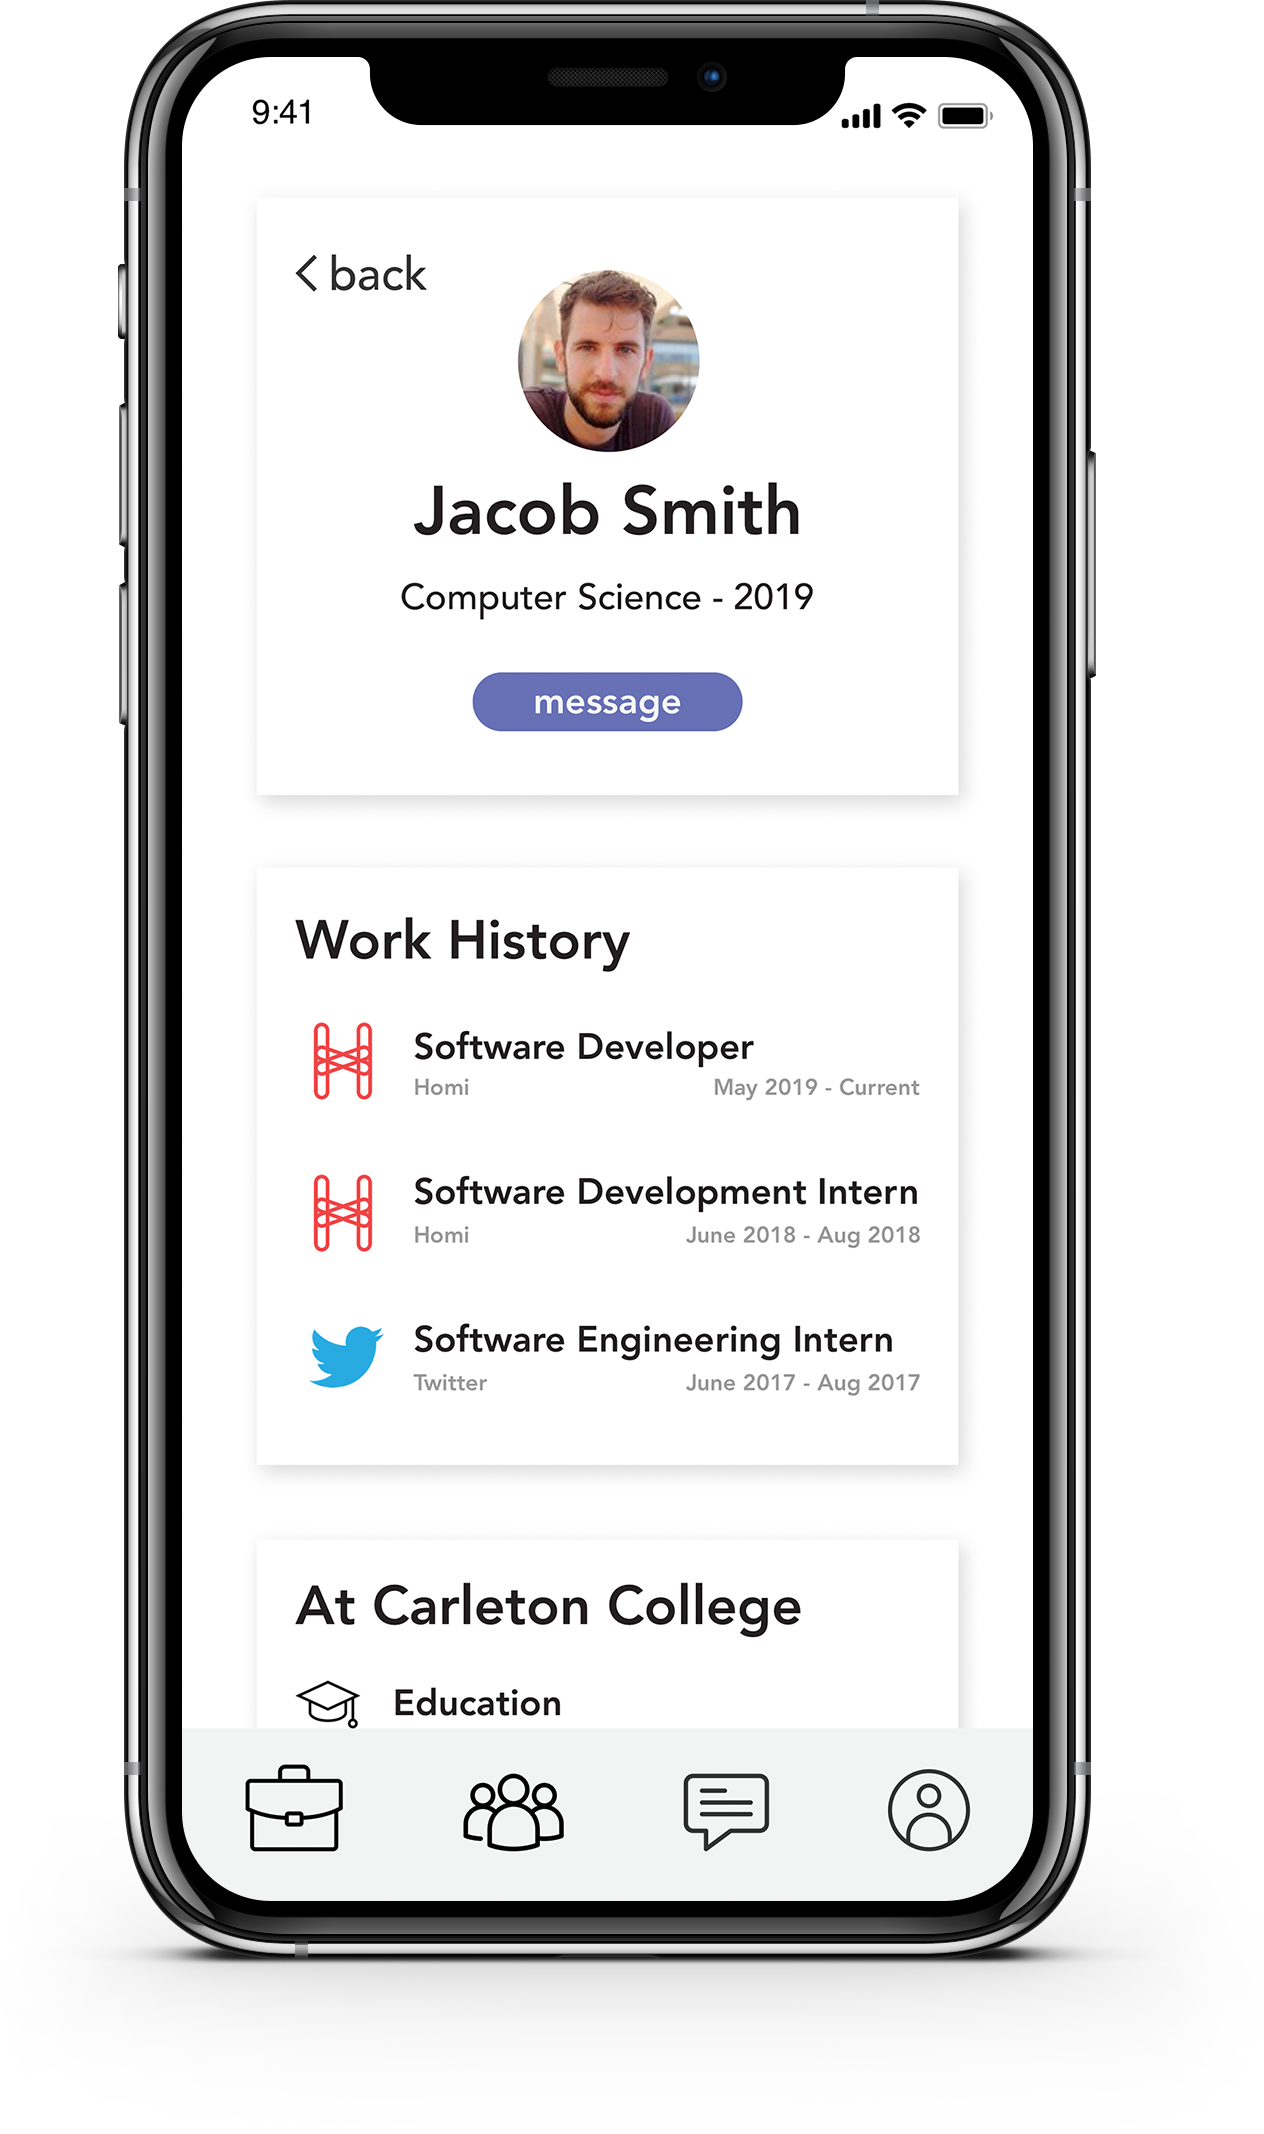 9:41
back
Jacob Smith
Computer Science - 2019
message
Work History
Software Developer
Homi May 2019 - Current
Software Development Intern
Homi June 2018 - Aug 2018
Software Engineering Intern
Twitter June 2017 - Aug 2017
At Carleton College
Education